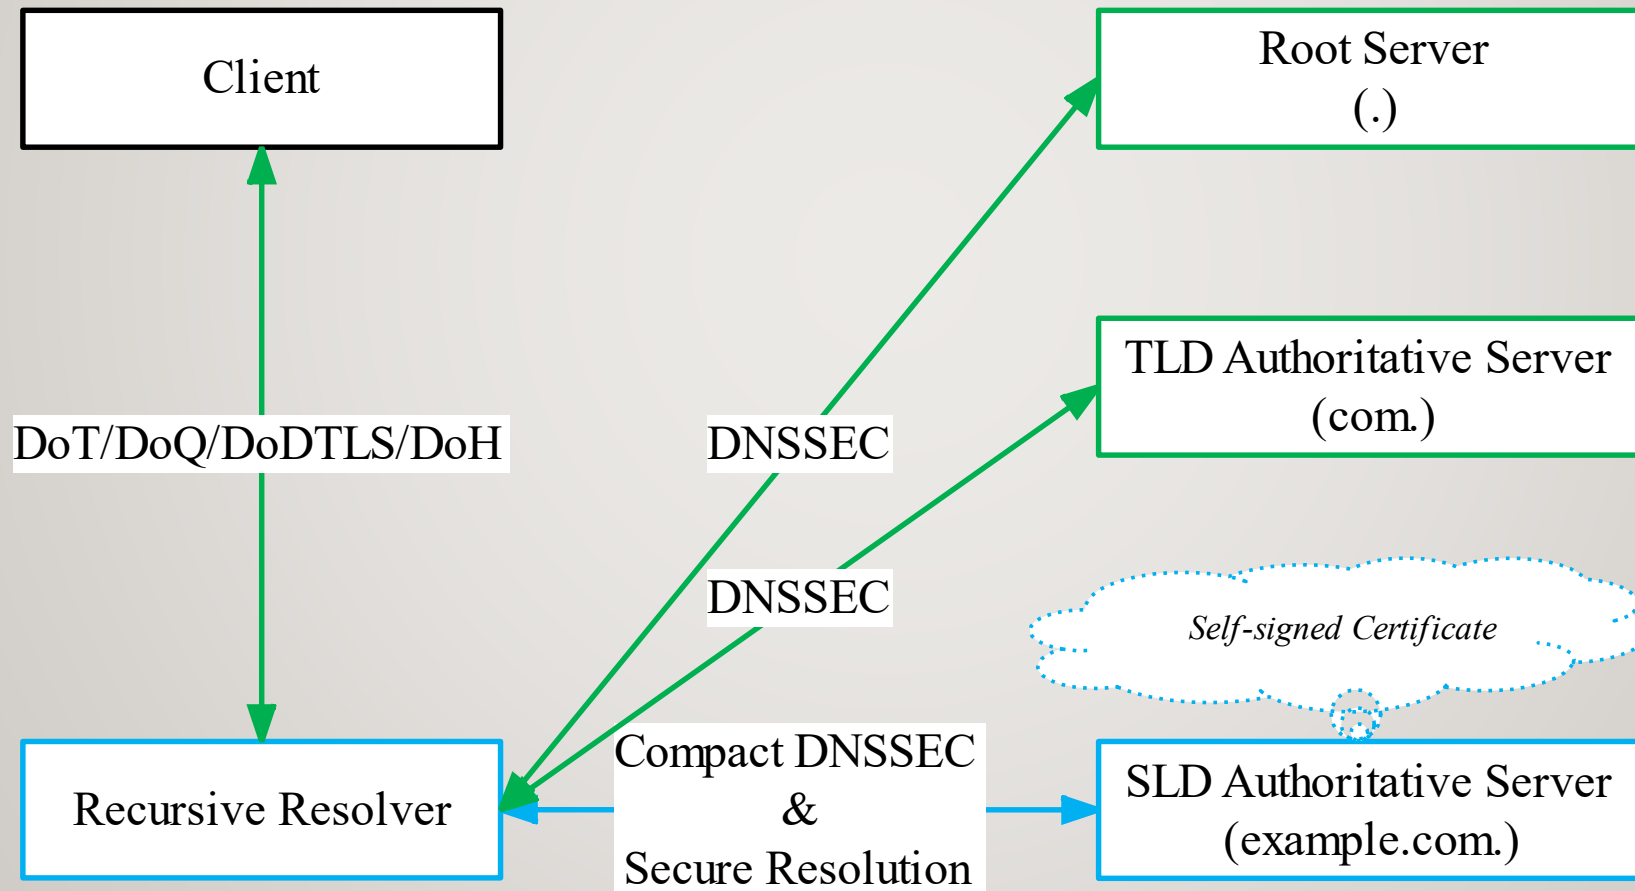 Client
Root Server
(.)
TLD Authoritative Server
(com.)
DoT/DoQ/DoDTLS/DoH
DNSSEC
DNSSEC
Self-signed Certificate
Compact DNSSEC
&
Secure Resolution
Recursive Resolver
SLD Authoritative Server
(example.com.)